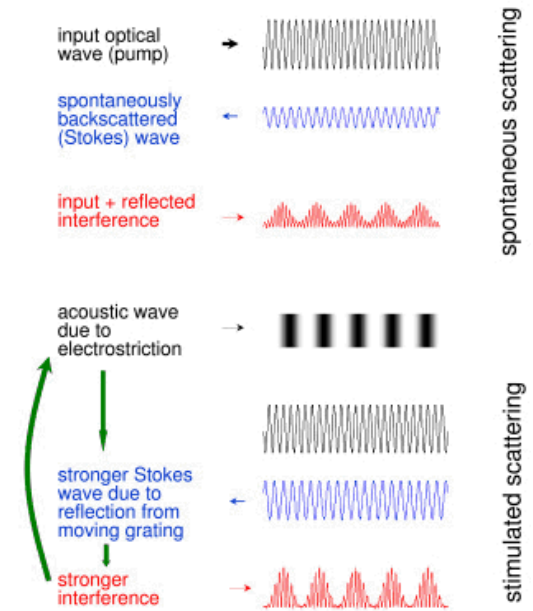 input optical
wave (pump)
spontaneously
backscattered
(Stokes) wave
input + reflected
interference
spontaneous scattering
acoustic wave
due to
electrostriction
stronger Stokes
wave due to
reflection from
moving grating
stronger
interference
stimulated scattering